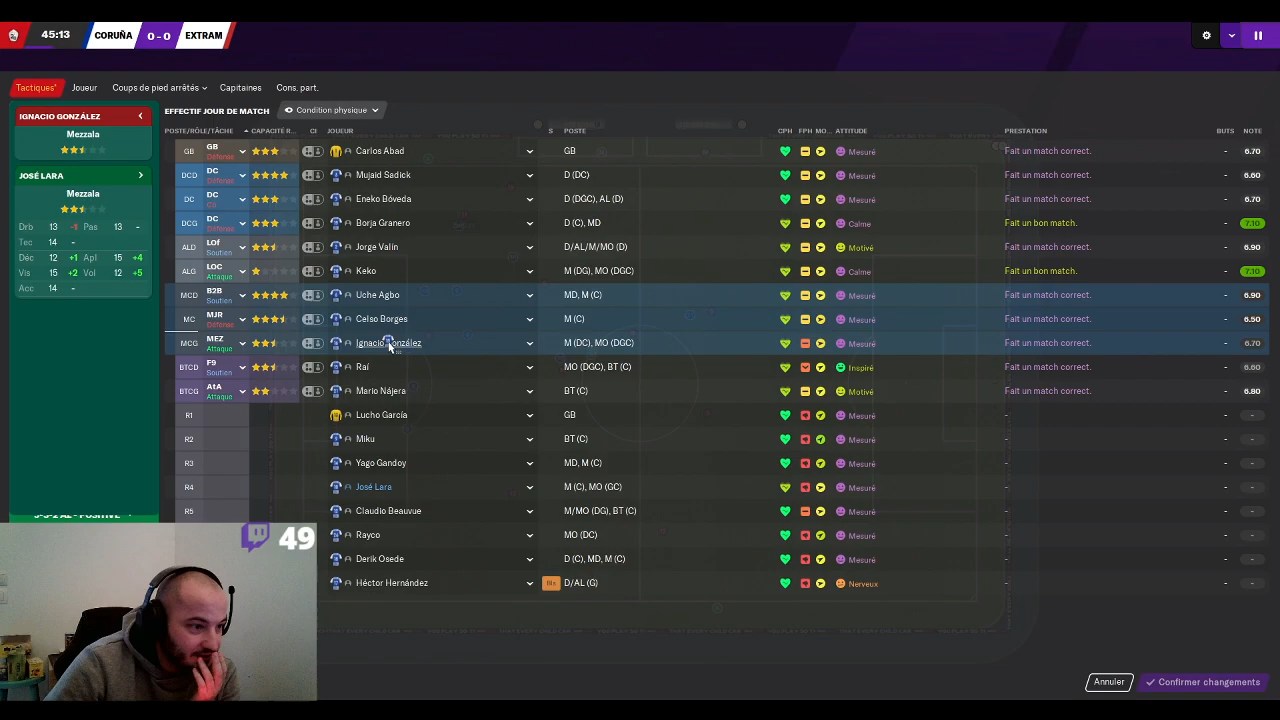 45:13 CORUÑA 0 - 0 EXTRAM
Tactiques* Joueur Coups de pied arrêtés Capitaines Cons. part.
IGNACIO GONZÁLEZ
Mezzala
JOSÉ LARA
Mezzala
Drb 13 -1 Pas 13 -
Tec 14 -
Déc 12 +1 Apl 15 +4
Vis 15 +2 Vol 12 +5
Acc 14 -
EFFECTIF JOUR DE MATCH Condition physique
POSTE/RÔLE/TÂCHE CAPACITÉ R... CI JOUEUR S POSTE CPH FPH MO... ATTITUDE PRESTATION BUTS NOTE
GB GB Défense Carlos Abad GB Mesuré Fait un match correct. - 6.70
DCD DC Défense Mujaid Sadick D (DC) Mesuré Fait un match correct. - 6.60
DC DC Eneko Bóveda D (DGC), AL (D) Mesuré Fait un match correct. - 6.70
DCG DC Défense Borja Granero D (C), MD Calme Fait un bon match. - 7.10
ALD LOf Soutien Jorge Valín D/AL/M/MO (D) Motivé Fait un match correct. - 6.90
ALG LOC Attaque Keko M (DG), MO (DGC) Calme Fait un bon match. - 7.10
MCD B2B Soutien Uche Agbo MD, M (C) Mesuré Fait un match correct. - 6.90
MC MJR Défense Celso Borges M (C) Mesuré Fait un match correct. - 6.50
MCG MEZ Attaque Ignacio González M (DC), MO (DGC) Mesuré Fait un match correct. - 6.70
BTCD F9 Soutien Raí MO (DGC), BT (C) Inspiré Fait un match correct. - 6.60
BTCG AtA Attaque Mario Nájera BT (C) Motivé Fait un match correct. - 6.80
R1 Lucho García GB Mesuré - - -
R2 Miku BT (C) Mesuré - - -
R3 Yago Gandoy MD, M (C) Mesuré - - -
R4 José Lara M (C), MO (GC) Mesuré - - -
R5 Claudio Beauvue M/MO (DG), BT (C) Mesuré - - -
Rayco MO (DC) Mesuré - - -
Derik Osede D (C), MD, M (C) Mesuré - - -
Héctor Hernández Bls D/AL (G) Nerveux - - -
49
Annuler Confirmer changements